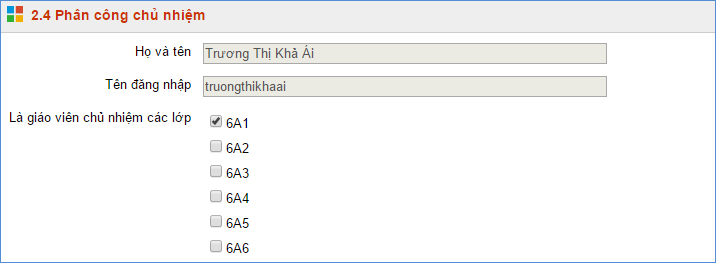 2.4 Phân công chủ nhiệm
Họ và tên
Trương Thị Khả Ái
Tên đăng nhập
truongthikhaai
Là giáo viên chủ nhiệm các lớp
6A1
6A2
6A3
6A4
6A5
6A6